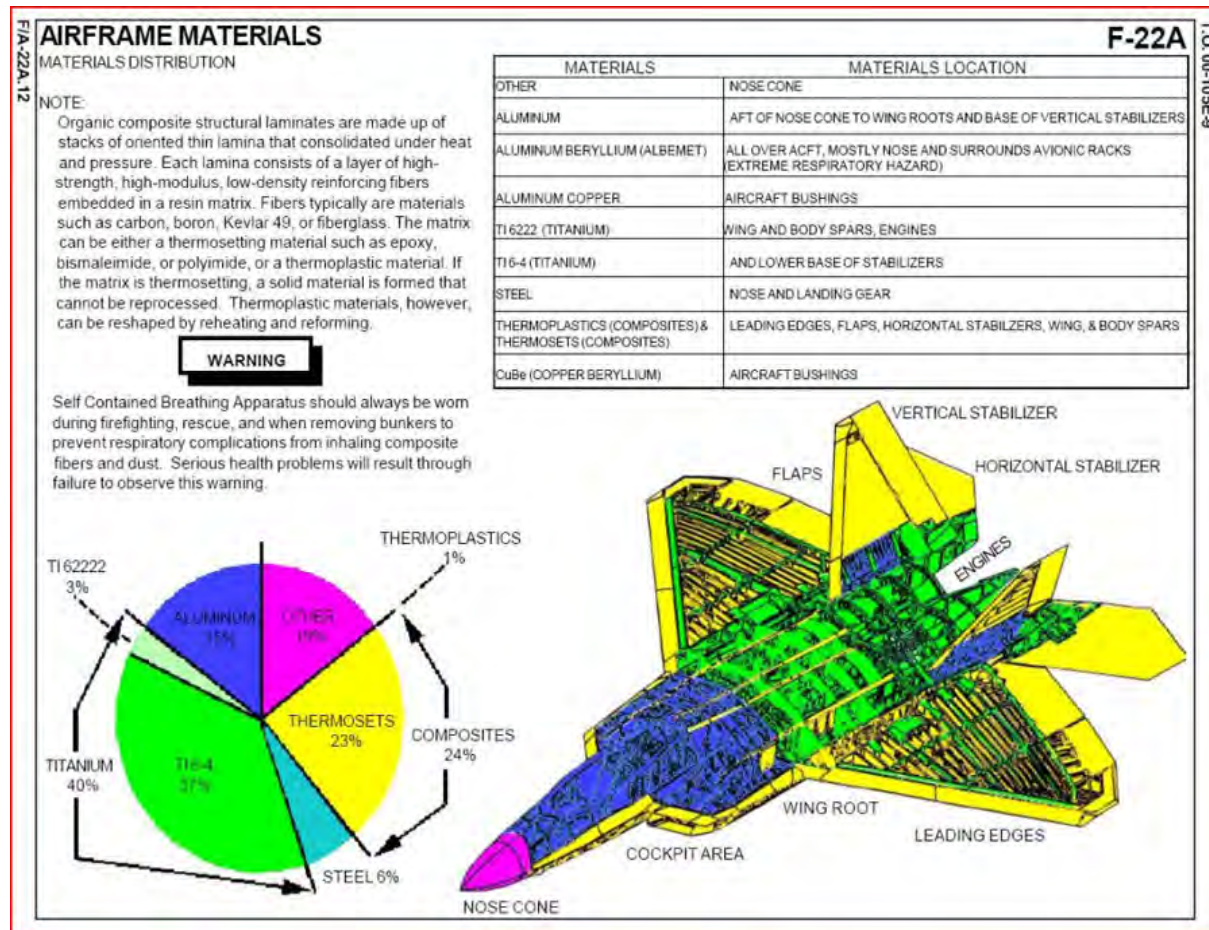 AIRFRAME MATERIALS
F-22A
MATERIALS DISTRIBUTION
F/A-22A.12
NOTE:
Organic composite structural laminates are made up of
stacks of oriented thin lamina that consolidated under heat
and pressure. Each lamina consists of a layer of high-
strength, high-modulus, low-density reinforcing fibers
embedded in a resin matrix. Fibers typically are materials
such as carbon, boron, Kevlar 49, or fiberglass. The matrix
can be either a thermosetting material such as epoxy,
bismaleimide, or polyimide, or a thermoplastic material. If
the matrix is thermosetting, a solid material is formed that
cannot be reprocessed. Thermoplastic materials, however,
can be reshaped by reheating and reforming.
WARNING
Self Contained Breathing Apparatus should always be worn
during firefighting, rescue, and when removing bunkers to
prevent respiratory complications from inhaling composite
fibers and dust. Serious health problems will result through
failure to observe this warning.
MATERIALS MATERIALS LOCATION
OTHER NOSE CONE
ALUMINUM AFT OF NOSE CONE TO WING ROOTS AND BASE OF VERTICAL STABILIZERS
ALUMINUM BERYLLIUM (ALBEMET) ALL OVER ACFT, MOSTLY NOSE AND SURROUNDS AVIONIC RACKS
(EXTREME RESPIRATORY HAZARD)
ALUMINUM COPPER AIRCRAFT BUSHINGS
TI 6222 (TITANIUM) WING AND BODY SPARS, ENGINES
TI 6-4 (TITANIUM) AND LOWER BASE OF STABILIZERS
STEEL NOSE AND LANDING GEAR
THERMOPLASTICS (COMPOSITES) & LEADING EDGES, FLAPS, HORIZONTAL STABILZERS, WING, & BODY SPARS
THERMOSETS (COMPOSITES)
CuBe (COPPER BERYLLIUM) AIRCRAFT BUSHINGS
THERMOPLASTICS
1%
TI 62222
3%
ALUMINUM
15%
OTHER
19%
THERMOSETS
23%
COMPOSITES
24%
TITANIUM
40%
TI 6-4
37%
STEEL 6%
VERTICAL STABILIZER
HORIZONTAL STABILIZER
FLAPS
ENGINES
WING ROOT
LEADING EDGES
COCKPIT AREA
NOSE CONE